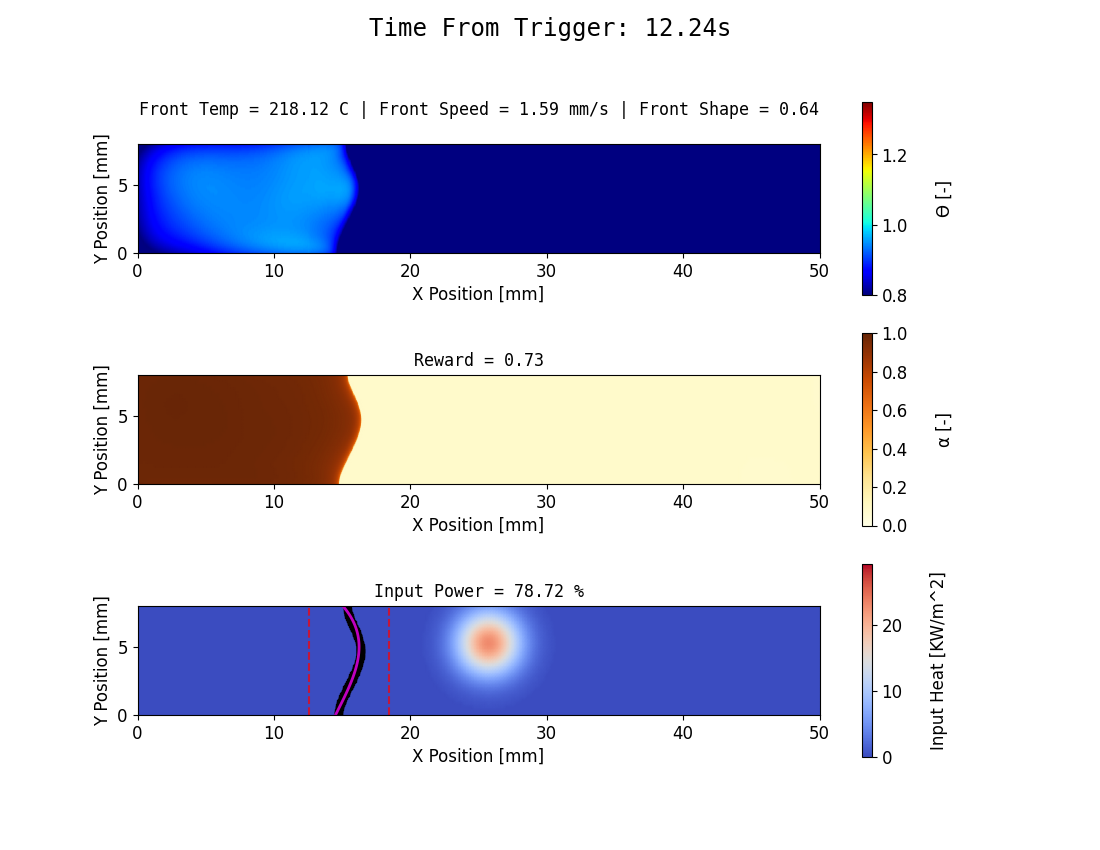 Time From Trigger: 12.24s
Front Temp = 218.12 C | Front Speed = 1.59 mm/s | Front Shape = 0.64
Y Position [mm]
5
0
0 10 20 30 40 50
X Position [mm]
1.2
1.0
0.8
Θ [-]
Reward = 0.73
Y Position [mm]
5
0
0 10 20 30 40 50
X Position [mm]
1.0
0.8
0.6
0.4
0.2
0.0
α [-]
Input Power = 78.72 %
Y Position [mm]
5
0
0 10 20 30 40 50
X Position [mm]
20
10
0
Input Heat [KW/m^2]